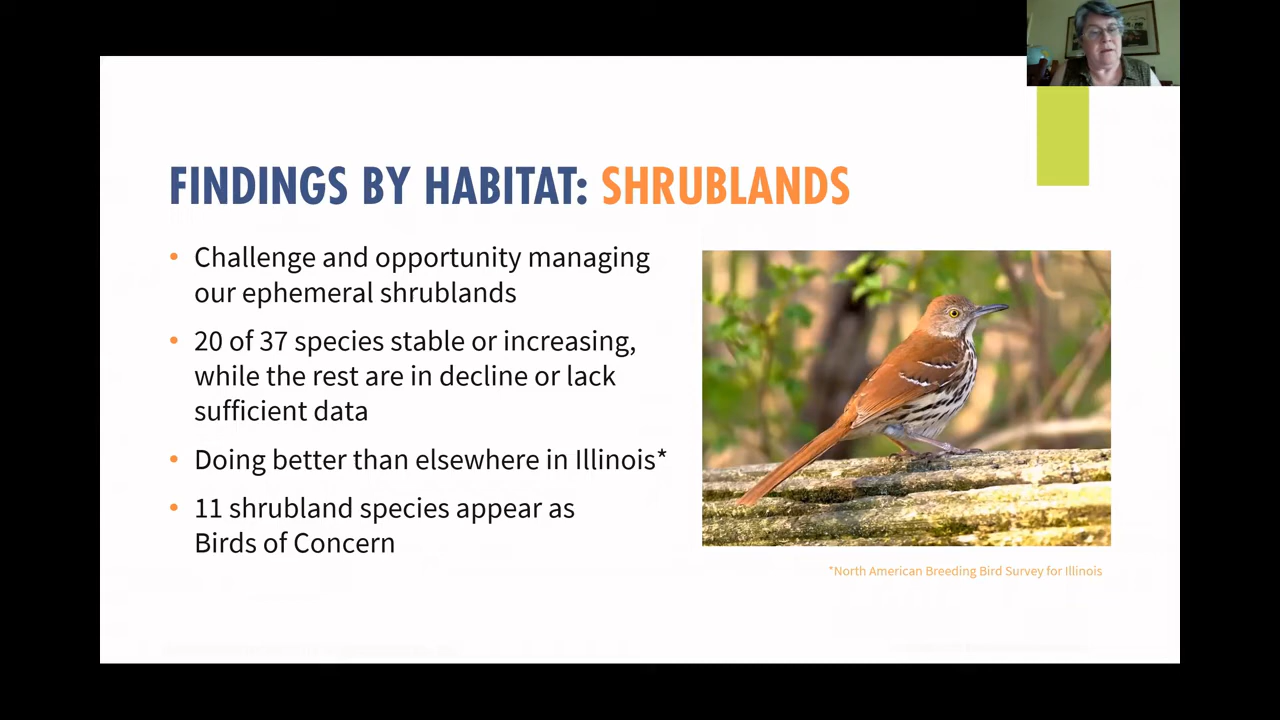 FINDINGS BY HABITAT: SHRUBLANDS
• Challenge and opportunity managing
our ephemeral shrublands
• 20 of 37 species stable or increasing,
while the rest are in decline or lack
sufficient data
• Doing better than elsewhere in Illinois*
• 11 shrubland species appear as
Birds of Concern
*North American Breeding Bird Survey for Illinois